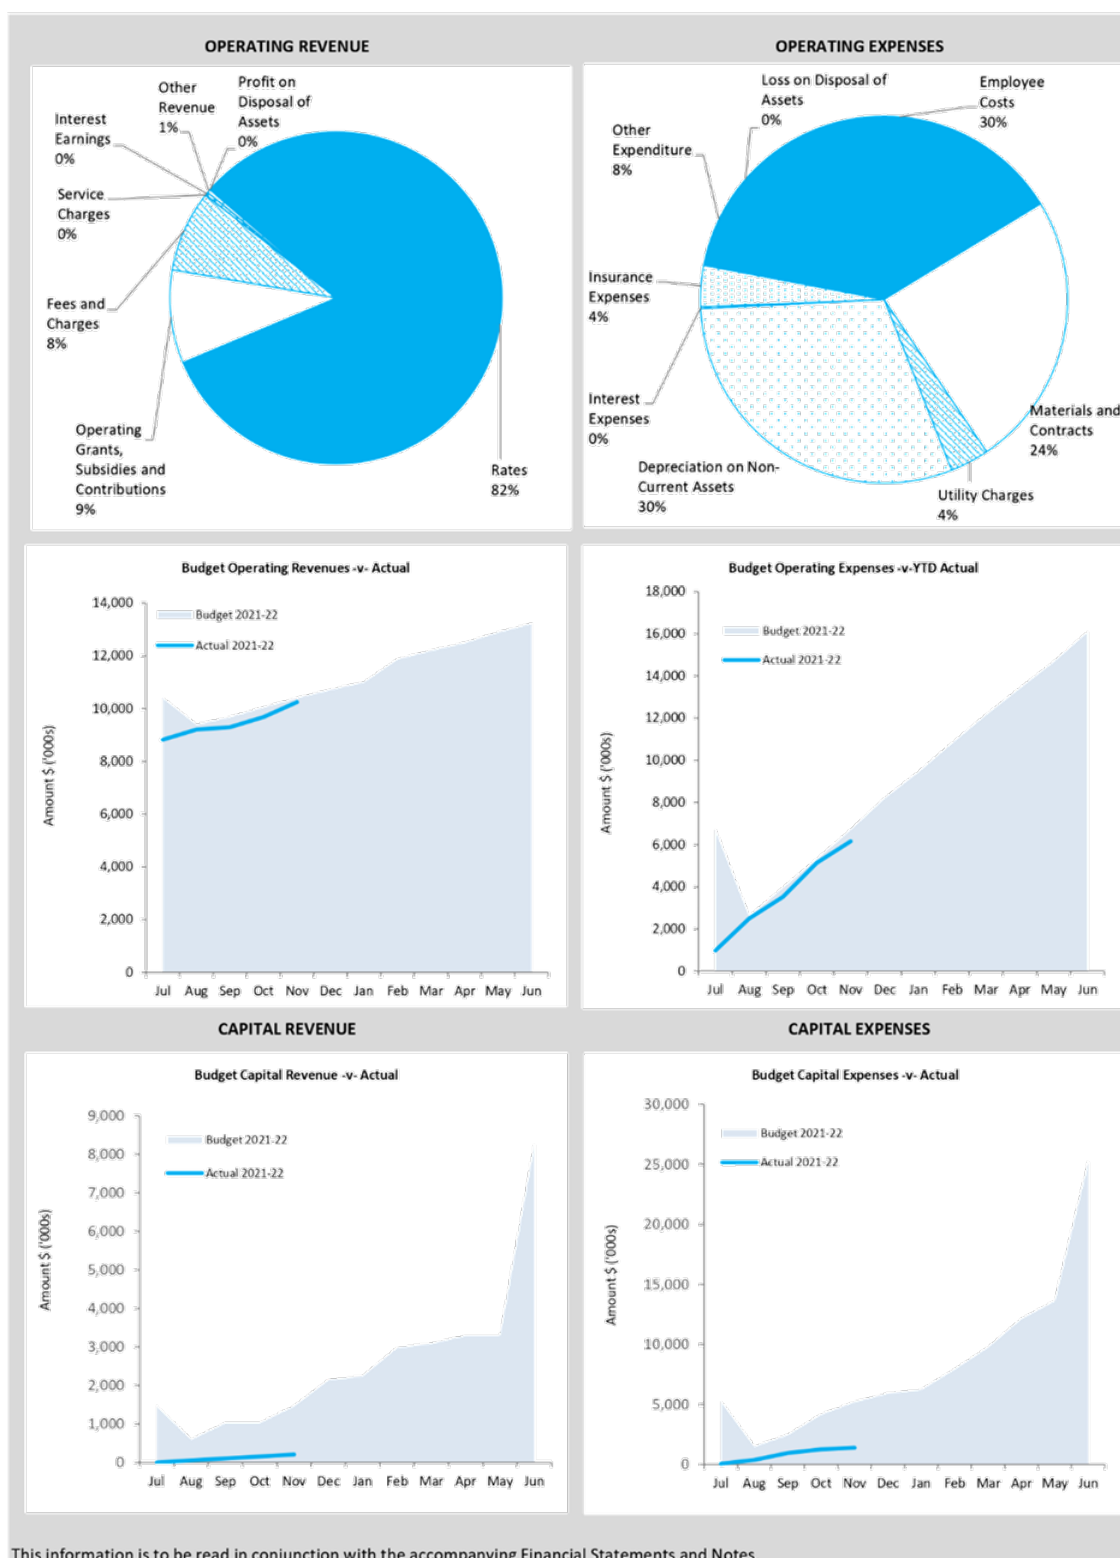 OPERATING REVENUE
Other
Revenue
1%
Profit on
Disposal of
Assets
0%
Interest
Earnings
0%
Service
Charges
0%
Fees and
Charges
8%
Operating
Grants,
Subsidies and
Contributions
9%
Rates
82%
OPERATING EXPENSES
Loss on Disposal of
Assets
0%
Employee
Costs
30%
Other
Expenditure
8%
Insurance
Expenses
4%
Interest
Expenses
0%
Depreciation on Non-
Current Assets
30%
Materials and
Contracts
24%
Utility Charges
4%
Budget Operating Revenues -v- Actual
14,000
12,000
10,000
8,000
6,000
4,000
2,000
0
Amount $ ('000s)
Budget 2021-22
Actual 2021-22
Jul Aug Sep Oct Nov Dec Jan Feb Mar Apr May Jun
Budget Operating Expenses -v-YTD Actual
18,000
16,000
14,000
12,000
10,000
8,000
6,000
4,000
2,000
0
Amount $ ('000s)
Budget 2021-22
Actual 2021-22
Jul Aug Sep Oct Nov Dec Jan Feb Mar Apr May Jun
CAPITAL REVENUE
Budget Capital Revenue -v- Actual
9,000
8,000
7,000
6,000
5,000
4,000
3,000
2,000
1,000
0
Amount $ ('000s)
Budget 2021-22
Actual 2021-22
Jul Aug Sep Oct Nov Dec Jan Feb Mar Apr May Jun
CAPITAL EXPENSES
Budget Capital Expenses -v- Actual
30,000
25,000
20,000
15,000
10,000
5,000
0
Amount $ ('000s)
Budget 2021-22
Actual 2021-22
Jul Aug Sep Oct Nov Dec Jan Feb Mar Apr May Jun
This information is to be read in conjunction with the accompanying Financial Statements and Notes.